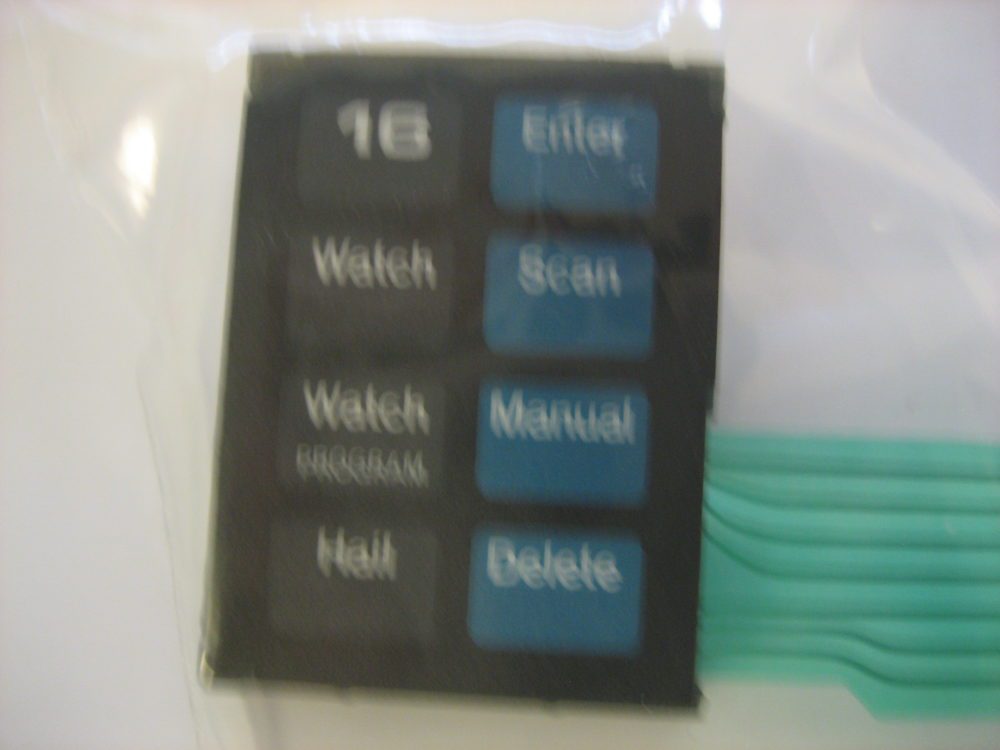 16 Enter
Watch Scan
Watch Manual
PROGRAM
Hail Delete